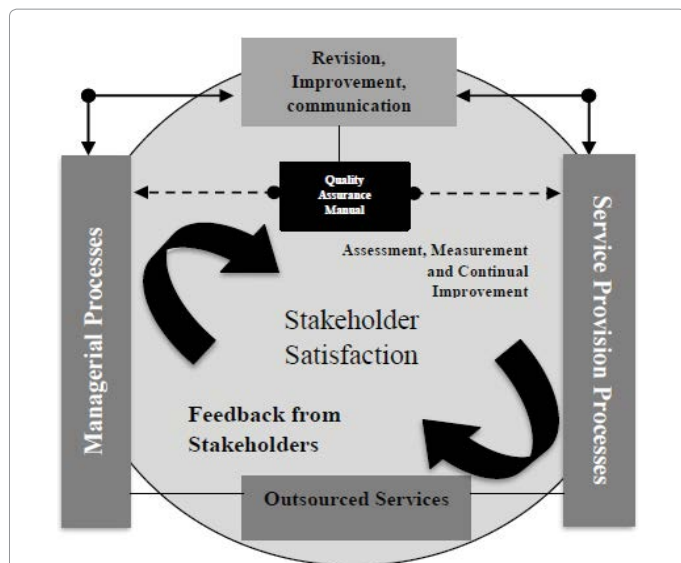 Revision,
Improvement,
communication
Quality
Assurance
Manual
Managerial Processes
Service Provision Processes
Assessment, Measurement
and Continual
Improvement
Stakeholder
Satisfaction
Feedback from
Stakeholders
Outsourced Services